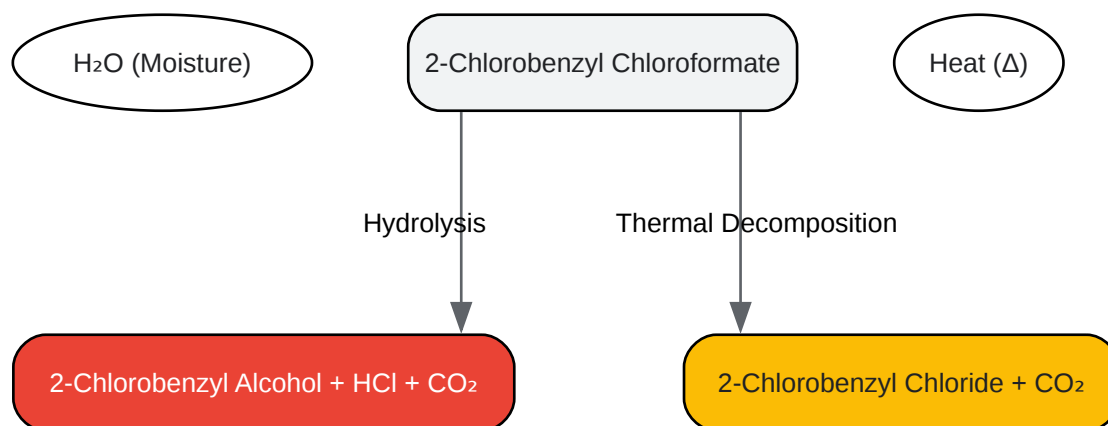 H₂O (Moisture)
2-Chlorobenzyl Chloroformate
Heat (Δ)
Hydrolysis
Thermal Decomposition
2-Chlorobenzyl Alcohol + HCl + CO₂
2-Chlorobenzyl Chloride + CO₂